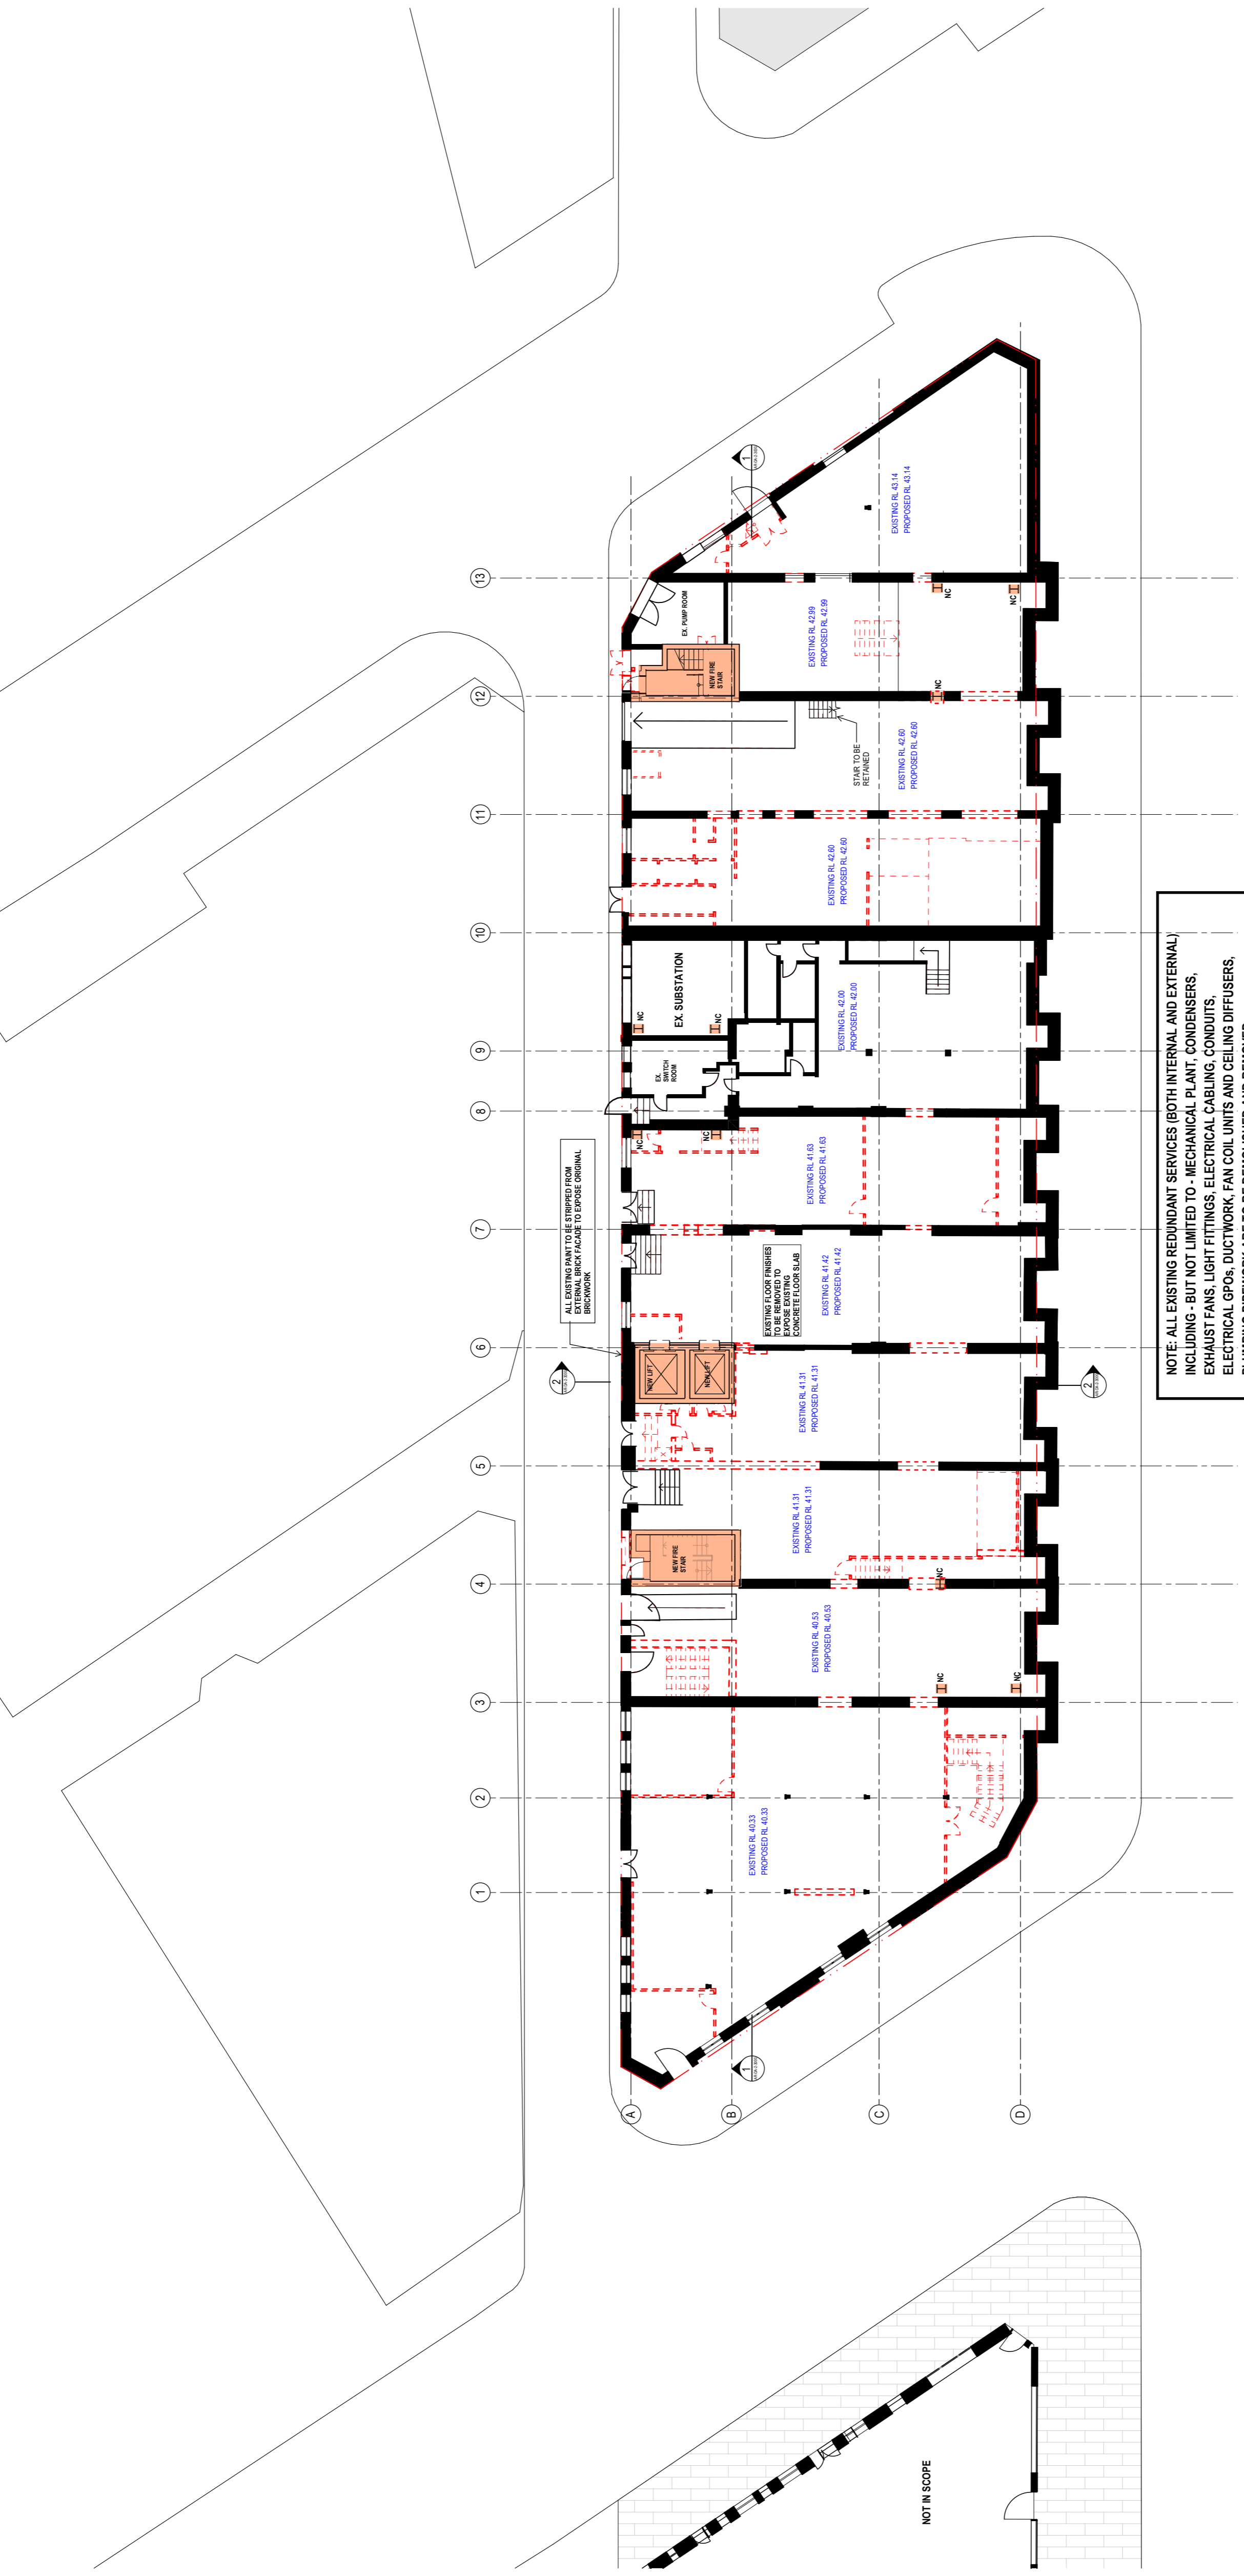 13
12
11
10
9
8
7
6
5
4
3
2
1
A
B
C
D
1
1
2
2
EXISTING RL 43.14
PROPOSED RL 43.14
EX. PUMP ROOM
EXISTING RL 42.99
PROPOSED RL 42.99
NC
NC
NEW FIRE
STAIR
NC
STAIR TO BE
RETAINED
EXISTING RL 42.60
PROPOSED RL 42.60
EXISTING RL 42.60
PROPOSED RL 42.60
EX. SUBSTATION
NC
NC
EXISTING RL 42.00
PROPOSED RL 42.00
EX.
SWITCH
ROOM
NC
NC
EXISTING RL 41.63
PROPOSED RL 41.63
ALL EXISTING PAINT TO BE STRIPPED FROM
EXTERNAL BRICK FACADE TO EXPOSE ORIGINAL
BRICKWORK
EXISTING FLOOR FINISHES
TO BE REMOVED TO
EXPOSE EXISTING
CONCRETE FLOOR SLAB
EXISTING RL 41.42
PROPOSED RL 41.42
NEW LIFT
NEW LIFT
EXISTING RL 41.31
PROPOSED RL 41.31
EXISTING RL 41.31
PROPOSED RL 41.31
NEW FIRE
STAIR
NC
EXISTING RL 40.53
PROPOSED RL 40.53
NC
NC
EXISTING RL 40.33
PROPOSED RL 40.33
NOT IN SCOPE
NOTE: ALL EXISTING REDUNDANT SERVICES (BOTH INTERNAL AND EXTERNAL)
INCLUDING - BUT NOT LIMITED TO - MECHANICAL PLANT, CONDENSERS,
EXHAUST FANS, LIGHT FITTINGS, ELECTRICAL CABLING, CONDUITS,
ELECTRICAL GPOs, DUCTWORK, FAN COIL UNITS AND CEILING DIFFUSERS,